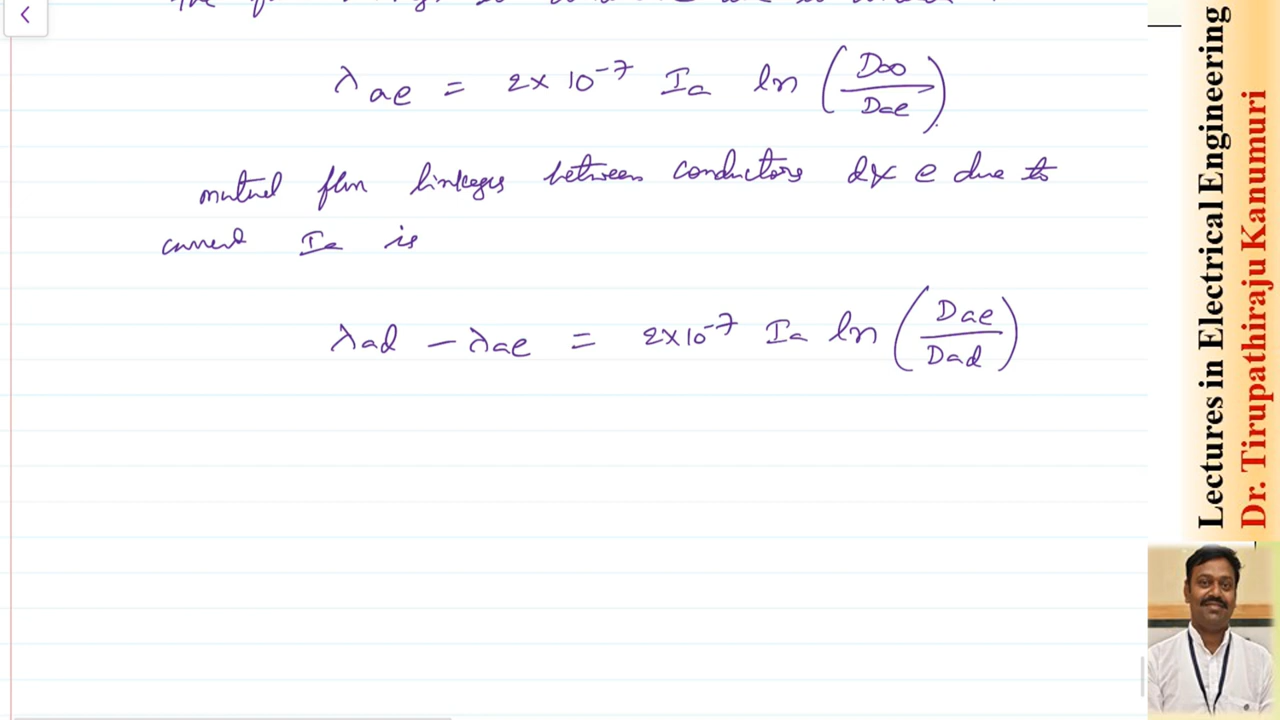 λae = 2×10⁻⁷ Ia ln (D∞/Dae)
mutual flux linkages between conductors d & e due to
current Ia is
λad - λae = 2×10⁻⁷ Ia ln (Dae/Dad)
Lectures in Electrical Engineering
Dr. Tirupathiraju Kanumuri